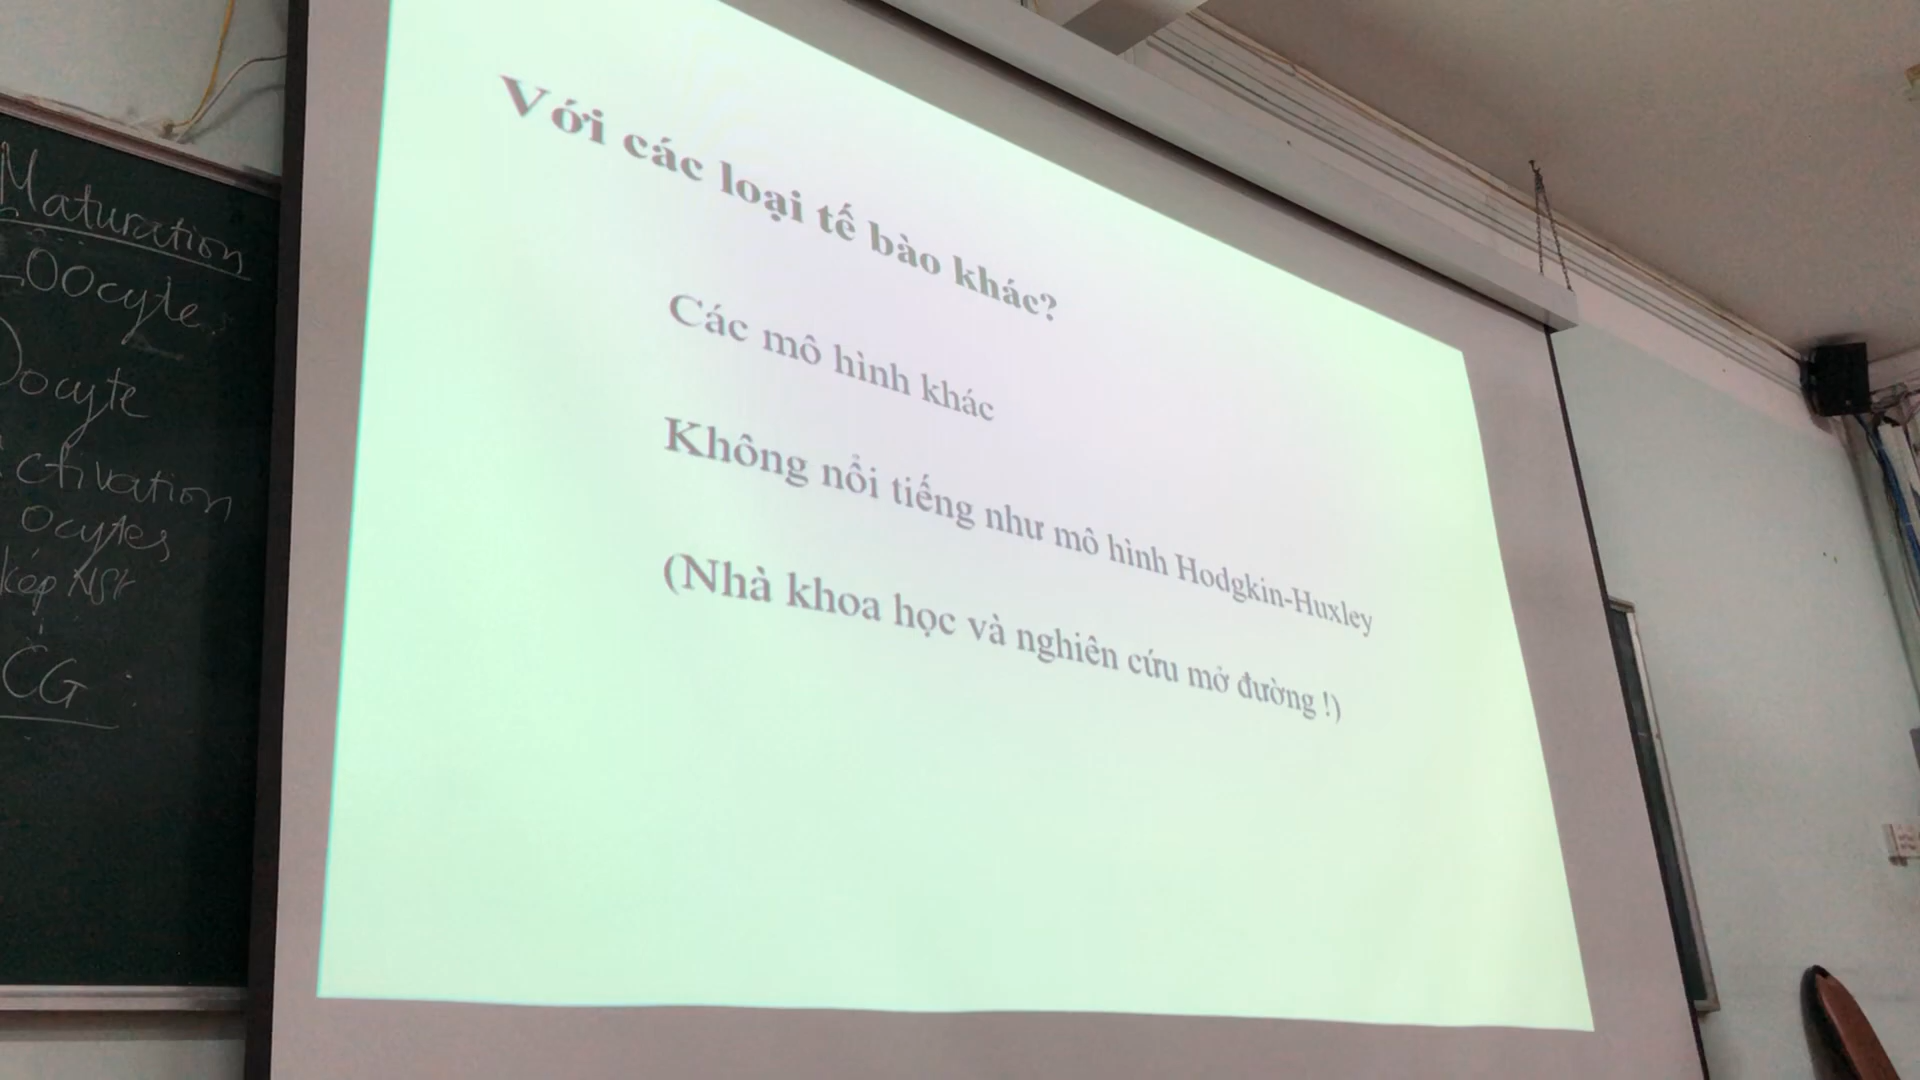 Maturation
Oocyte
Oocyte
ctivation
oocytes
kép NST
CG
Với các loại tế bào khác?
Các mô hình khác
Không nổi tiếng như mô hình Hodgkin-Huxley
(Nhà khoa học và nghiên cứu mở đường !)